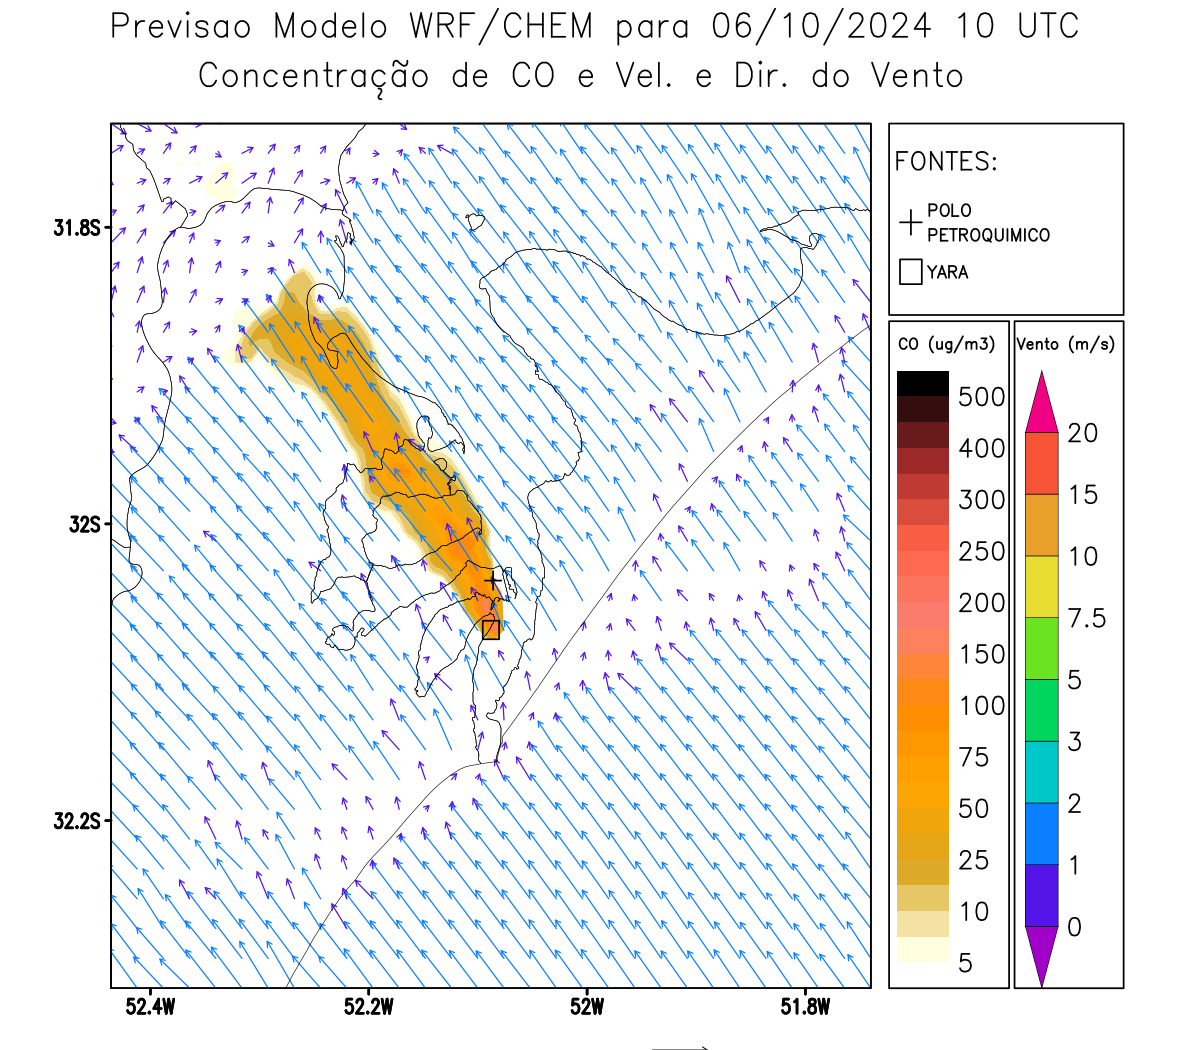 Previsao Modelo WRF/CHEM para 06/10/2024 10 UTC
Concentração de CO e Vel. e Dir. do Vento
FONTES:
POLO
PETROQUIMICO
YARA
CO (ug/m3)
500
400
300
250
200
150
100
75
50
25
10
5
Vento (m/s)
20
15
10
7.5
5
3
2
1
0
31.8S
32S
32.2S
52.4W
52.2W
52W
51.8W